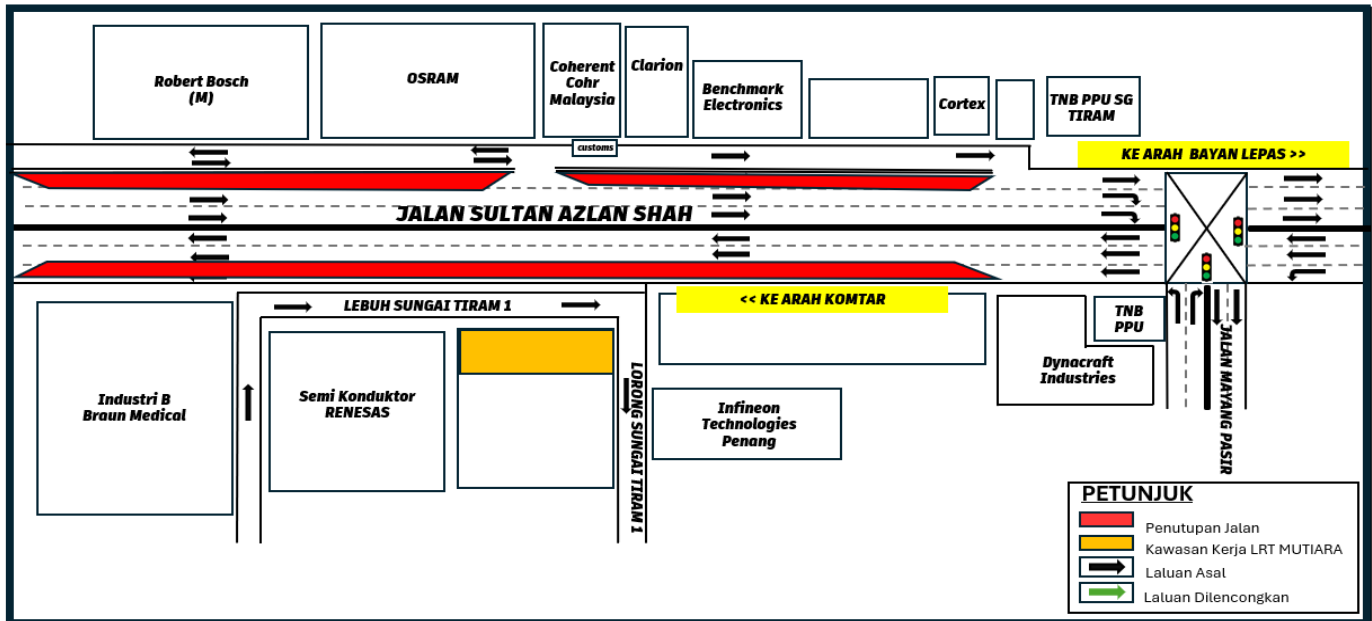 Robert Bosch
(M)
OSRAM
Coherent
Cohr
Malaysia
Clarion
Benchmark
Electronics
Cortex
TNB PPU SG
TIRAM
customs
KE ARAH BAYAN LEPAS >>
JALAN SULTAN AZLAN SHAH
<< KE ARAH KOMTAR
LEBUH SUNGAI TIRAM 1
LORONG SUNGAI TIRAM 1
JALAN MAYANG PASIR
TNB
PPU
Dynacraft
Industries
Industri B
Braun Medical
Semi Konduktor
RENESAS
Infineon
Technologies
Penang
PETUNJUK
Penutupan Jalan
Kawasan Kerja LRT MUTIARA
Laluan Asal
Laluan Dilencongkan